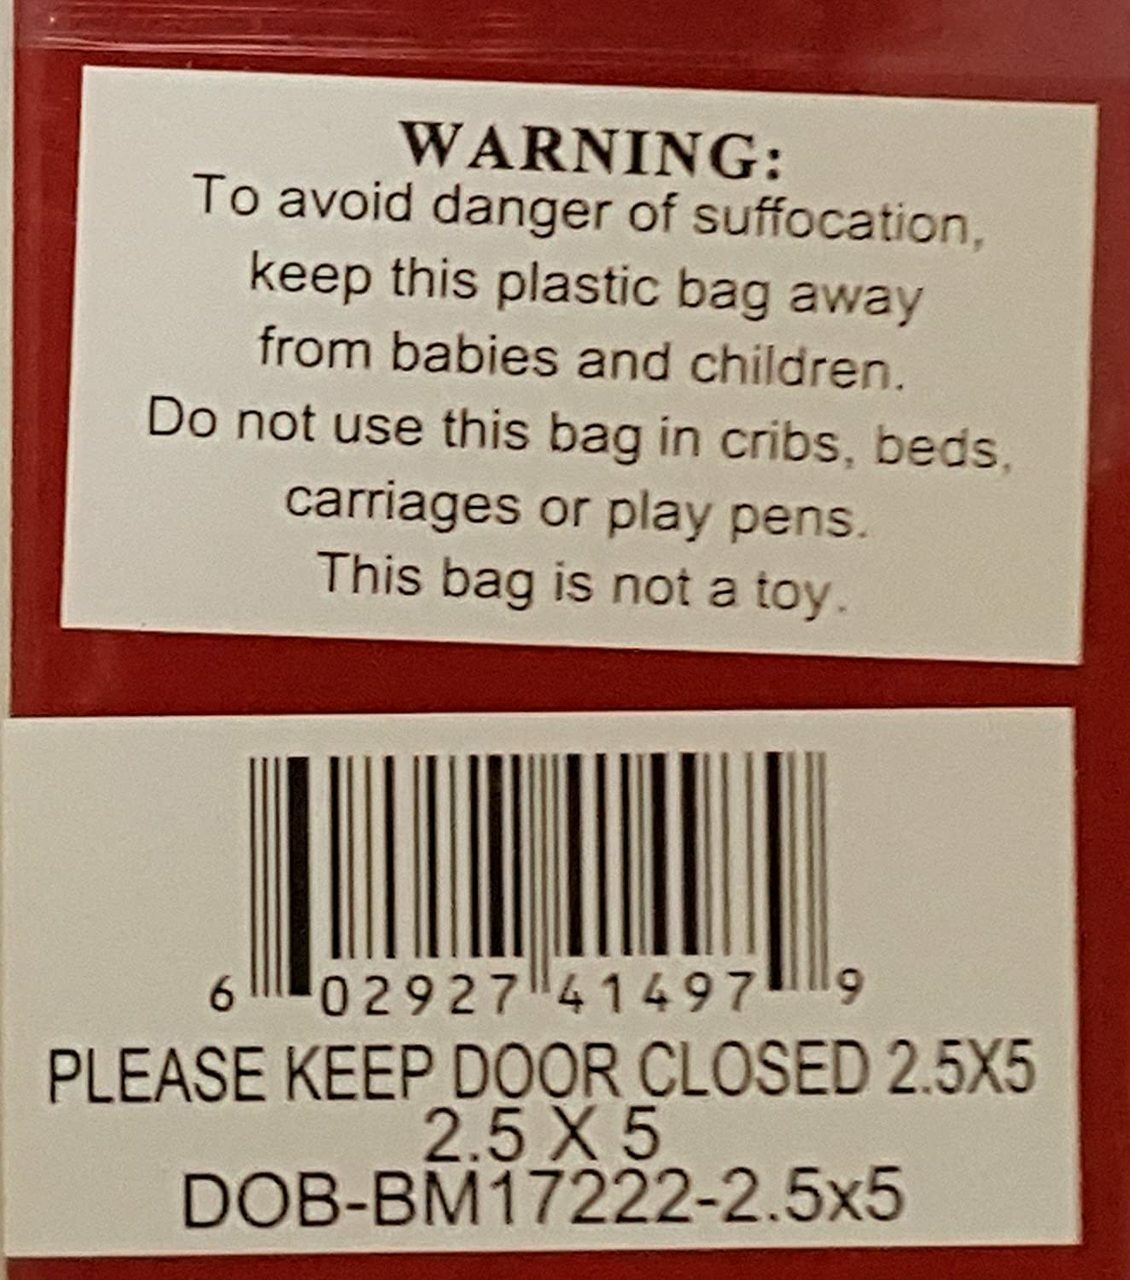 WARNING:
To avoid danger of suffocation,
keep this plastic bag away
from babies and children.
Do not use this bag in cribs, beds,
carriages or play pens.
This bag is not a toy.
6 02927 41497 9
PLEASE KEEP DOOR CLOSED 2.5X5
2.5 X 5
DOB-BM17222-2.5x5